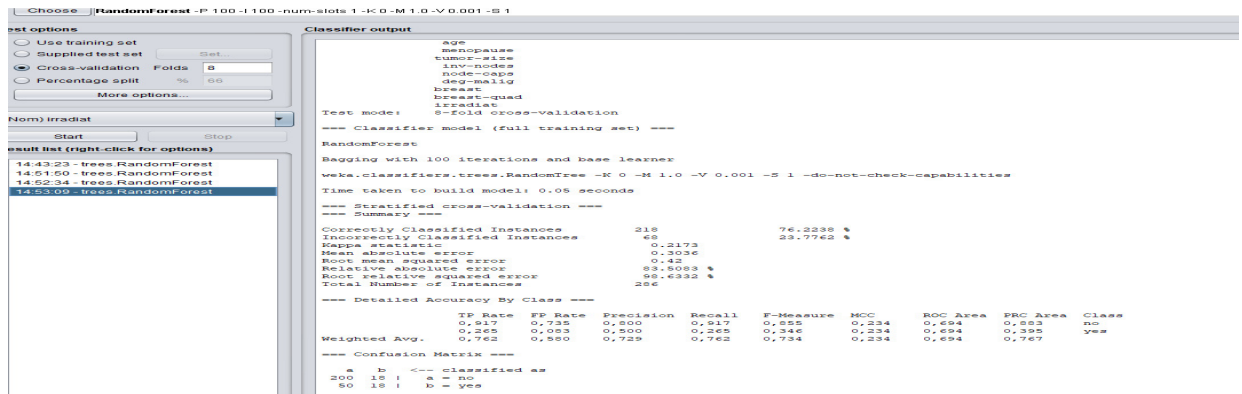 Choose RandomForest -P 100 -I 100 -num-slots 1 -K 0 -M 1.0 -V 0.001 -S 1
est options
Use training set
Supplied test set Set...
Cross-validation Folds 8
Percentage split % 66
More options...
Nom) irradiat
Start Stop
esult list (right-click for options)
14:43:23 - trees.RandomForest
14:51:50 - trees.RandomForest
14:52:34 - trees.RandomForest
14:53:09 - trees.RandomForest
Classifier output
age
menopause
tumor-size
inv-nodes
node-caps
deg-malig
breast
breast-quad
irradiat
Test mode: 8-fold cross-validation
=== Classifier model (full training set) ===
RandomForest
Bagging with 100 iterations and base learner
weka.classifiers.trees.RandomTree -K 0 -M 1.0 -V 0.001 -S 1 -do-not-check-capabilities
Time taken to build model: 0.05 seconds
=== Stratified cross-validation ===
=== Summary ===
Correctly Classified Instances 218 76.2238 %
Incorrectly Classified Instances 68 23.7762 %
Kappa statistic 0.2173
Mean absolute error 0.3036
Root mean squared error 0.42
Relative absolute error 83.5083 %
Root relative squared error 98.6332 %
Total Number of Instances 286
=== Detailed Accuracy By Class ===
TP Rate FP Rate Precision Recall F-Measure MCC ROC Area PRC Area Class
0,917 0,735 0,800 0,917 0,855 0,234 0,694 0,883 no
0,265 0,083 0,500 0,265 0,346 0,234 0,694 0,395 yes
Weighted Avg. 0,762 0,580 0,729 0,762 0,734 0,234 0,694 0,767
=== Confusion Matrix ===
a b <-- classified as
200 18 | a = no
50 18 | b = yes